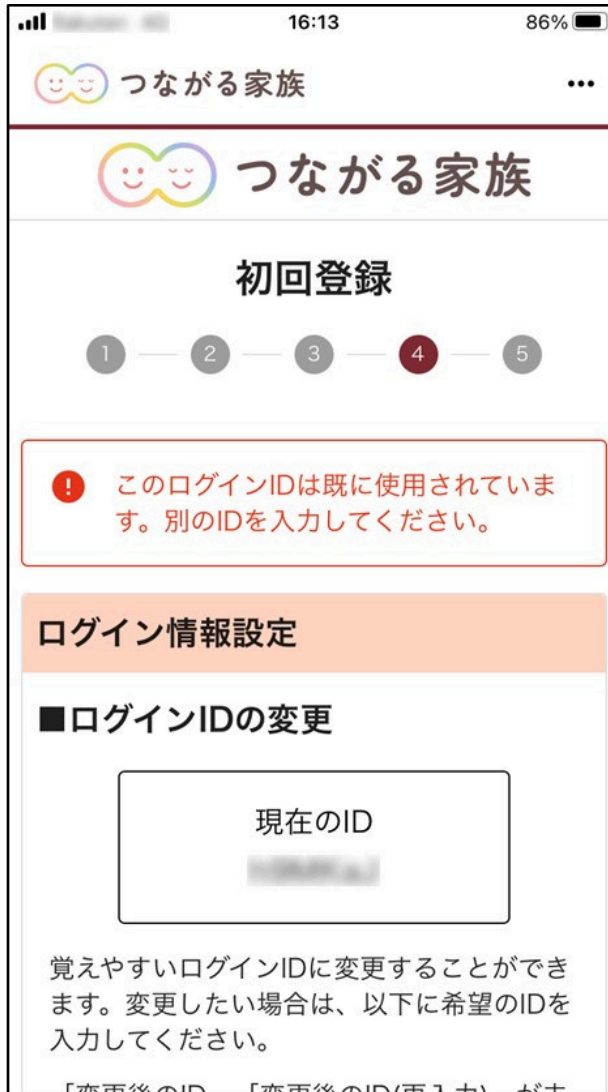 16:13
86%
つながる家族
•••
つながる家族
初回登録
1 2 3 4 5
このログインIDは既に使用されていま
す。別のIDを入力してください。
ログイン情報設定
■ログインIDの変更
現在のID
覚えやすいログインIDに変更することができ
ます。変更したい場合は、以下に希望のIDを
入力してください。